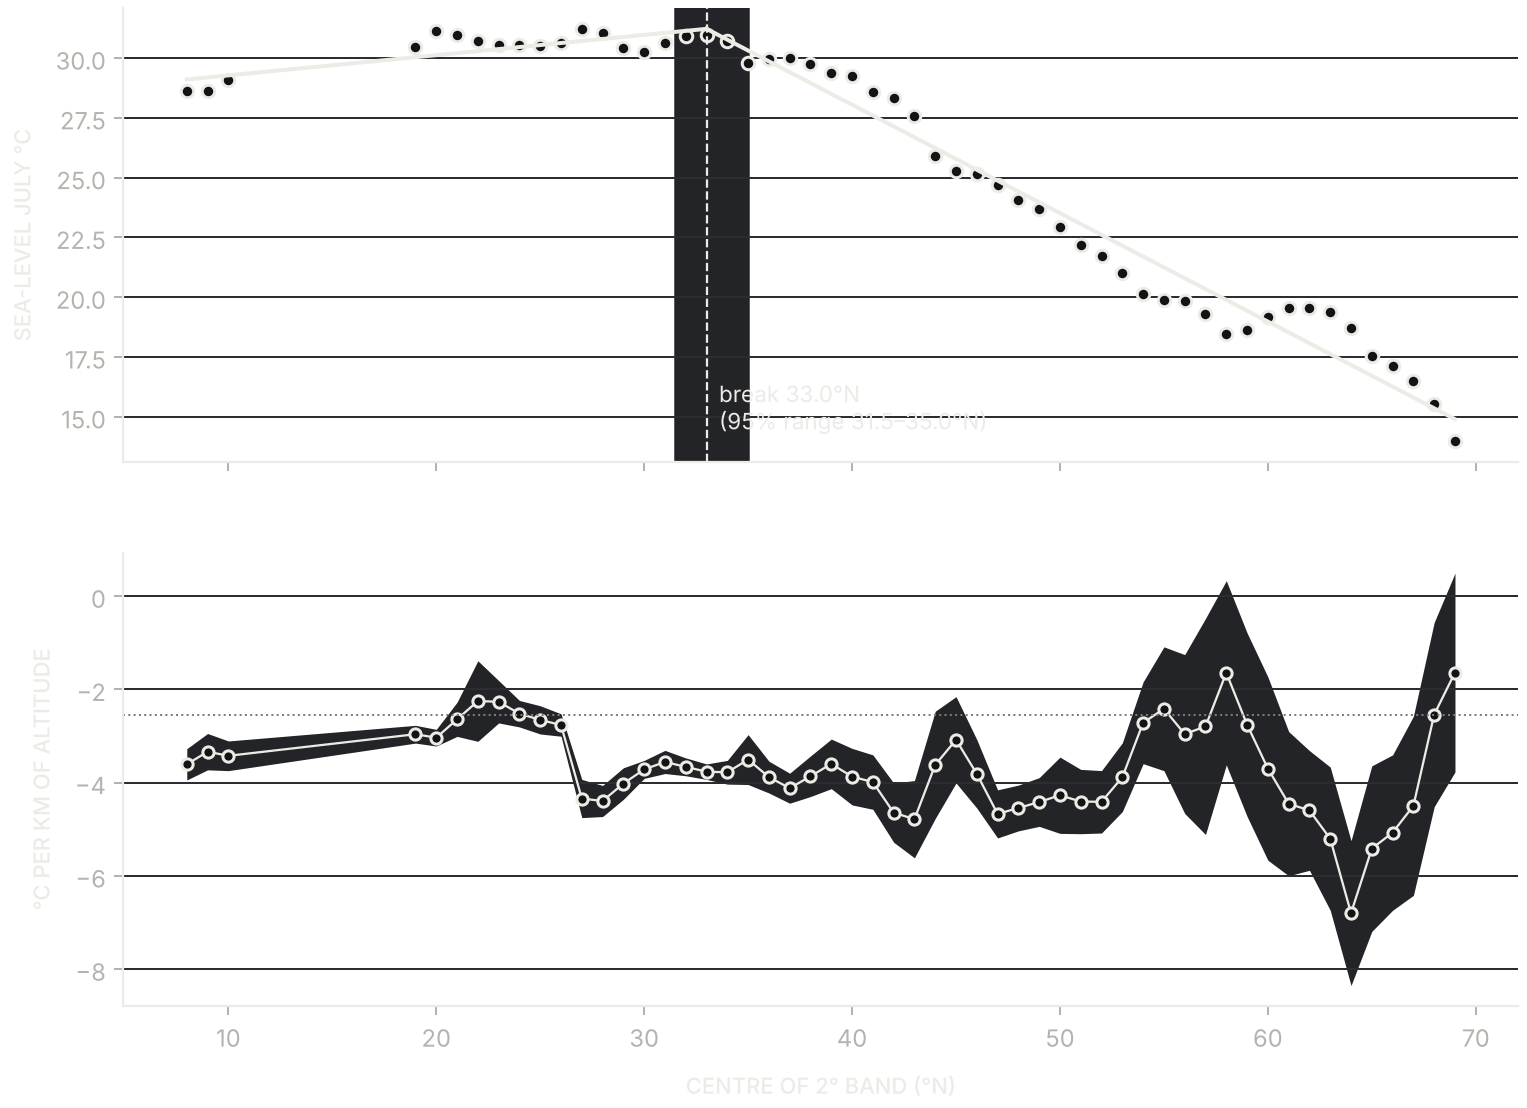 SEA-LEVEL JULY °C
30.0
27.5
25.0
22.5
20.0
17.5
15.0
break 33.0°N
(95% range 31.5–35.0°N)
°C PER KM OF ALTITUDE
0
−2
−4
−6
−8
10 20 30 40 50 60 70
CENTRE OF 2° BAND (°N)